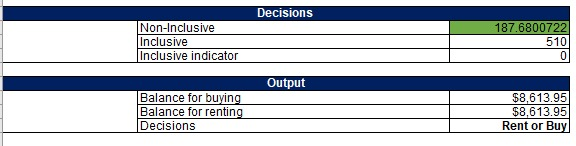 Decisions
Non-Inclusive 187.6800722
Inclusive 510
Inclusive indicator 0
Output
Balance for buying $8,613.95
Balance for renting $8,613.95
Decisions Rent or Buy